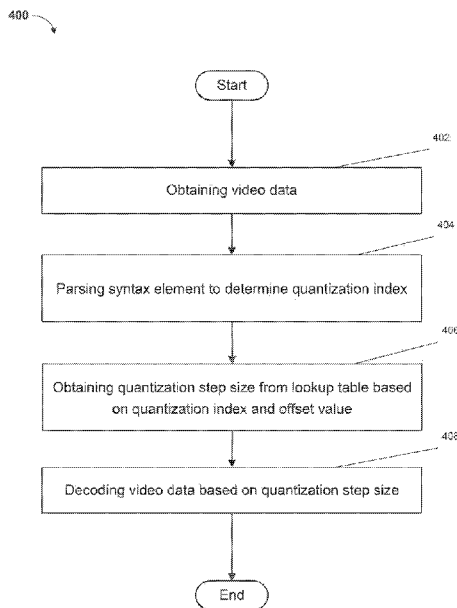 400
Start
402
Obtaining video data
404
Parsing syntax element to determine quantization index
406
Obtaining quantization step size from lookup table based
on quantization index and offset value
408
Decoding video data based on quantization step size
End